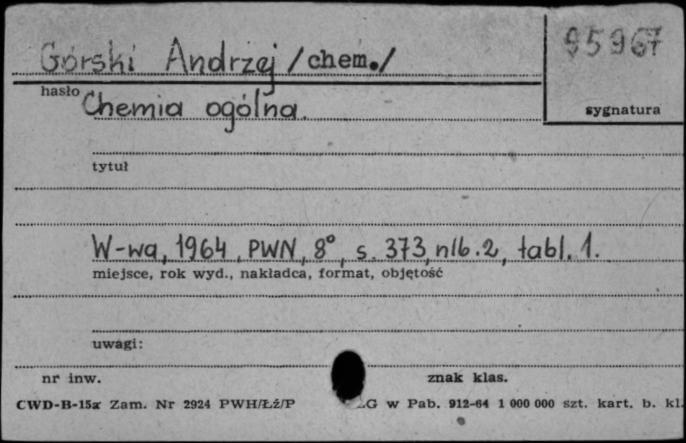 Górski Andrzej /chem./
95967
hasło
sygnatura
Chemia ogólna.
tytuł
W-wa, 1964, PWN, 8°, s. 373, nlb. 2, tabl. 1.
miejsce, rok wyd., nakładca, format, objętość
uwagi:
nr inw.
znak klas.
CWD-B-15a Zam. Nr 2924 PWH/Łź/P G w Pab. 912-64 1 000 000 szt. kart. b. kl.